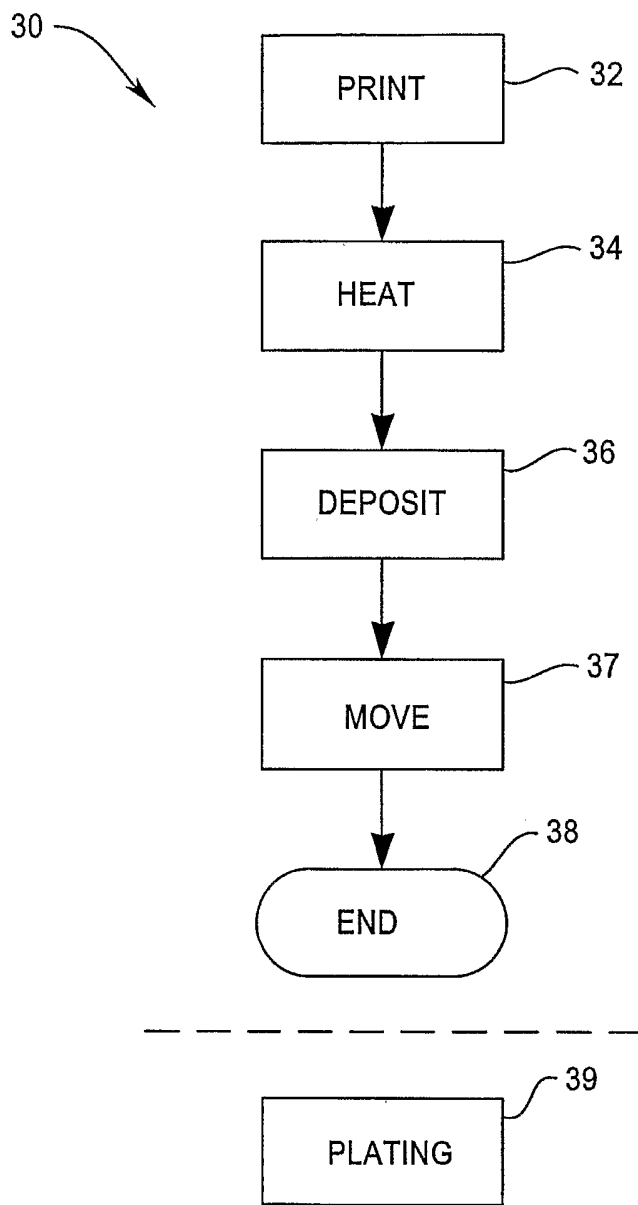 30
PRINT
32
HEAT
34
DEPOSIT
36
MOVE
37
END
38
PLATING
39